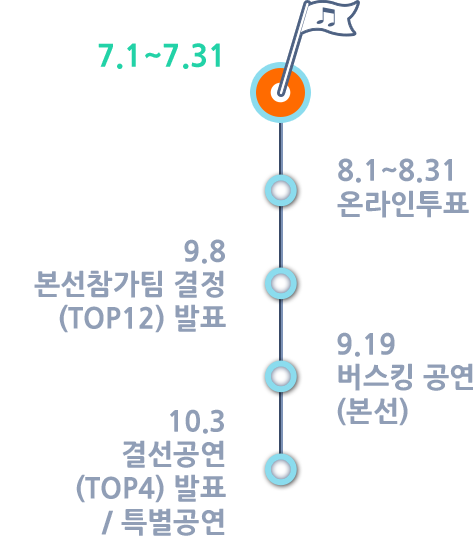 7.1~7.31
8.1~8.31
온라인투표
9.8
본선참가팀 결정
(TOP12) 발표
9.19
버스킹 공연
(본선)
10.3
결선공연
(TOP4) 발표
/ 특별공연